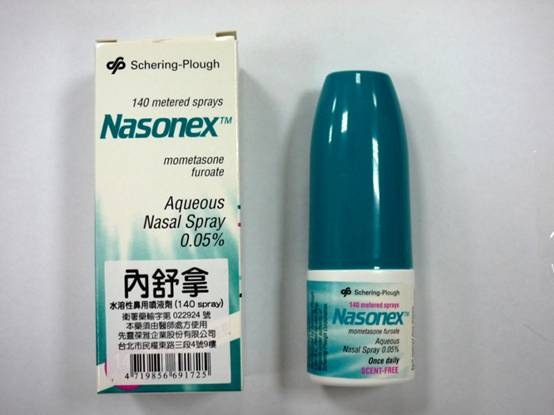 Schering-Plough
140 metered sprays
Nasonex™
mometasone
furoate
Aqueous
Nasal Spray
0.05%
內舒拿
水溶性鼻用噴液劑(140 spray)
衛署藥輸字第 022924 號
本藥須由醫師處方使用
先靈葆雅企業股份有限公司
台北市民權東路三段4號9樓
4 719856 691725
Schering-Plough
140 metered sprays
Nasonex™
mometasone furoate
Aqueous
Nasal Spray 0.05%
Once daily
SCENT-FREE